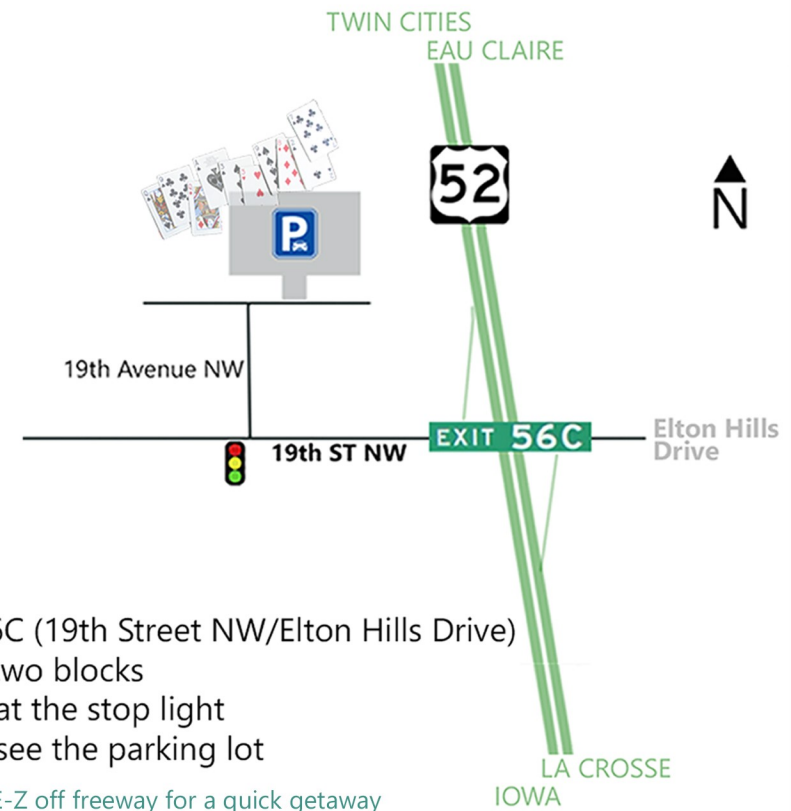 TWIN CITIES
EAU CLAIRE
52
N
P
19th Avenue NW
EXIT 56C
Elton Hills
Drive
19th ST NW
6C (19th Street NW/Elton Hills Drive)
two blocks
at the stop light
see the parking lot
E-Z off freeway for a quick getaway
LA CROSSE
IOWA